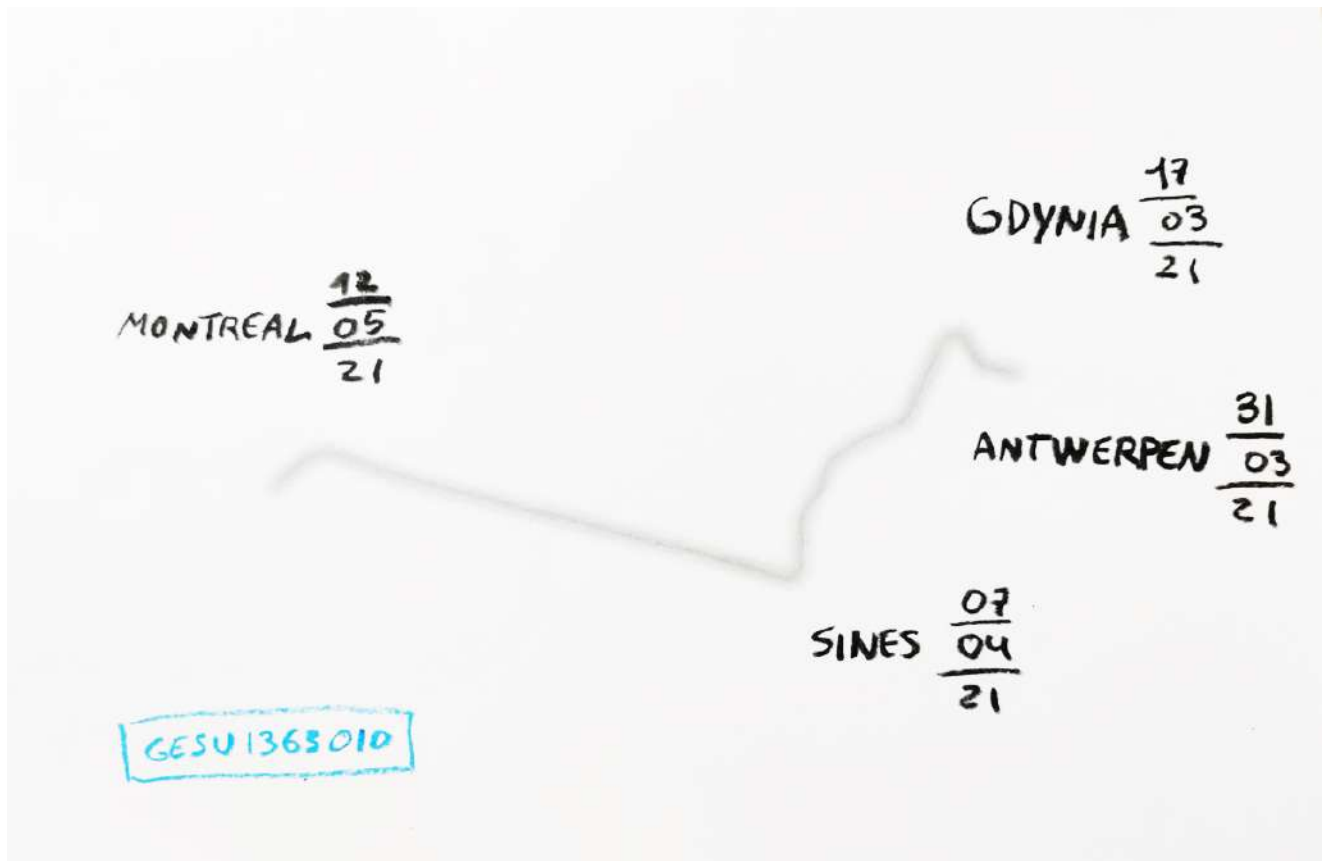 17
GDYNIA 03
21
12
MONTREAL 05
21
31
ANTWERPEN 03
21
07
SINES 04
21
GESU1363010